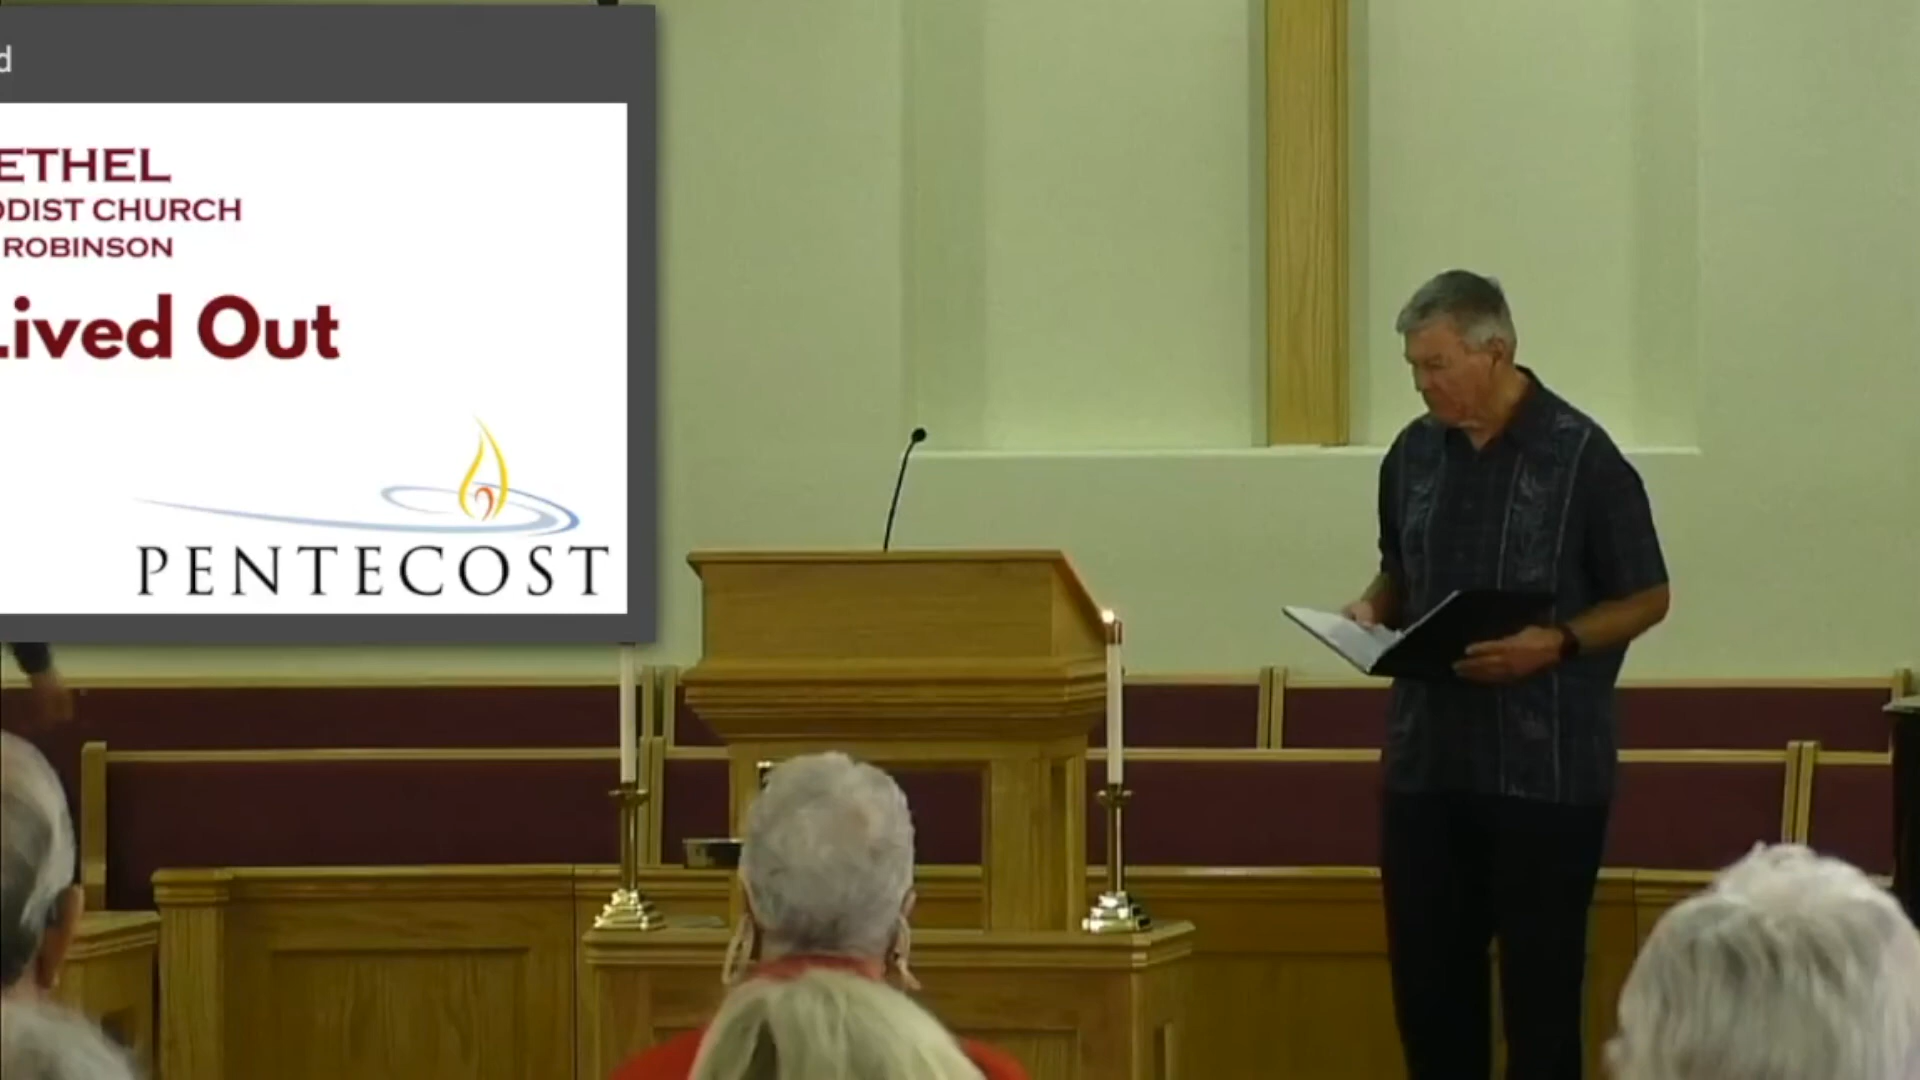 d
ETHEL
ODIST CHURCH
ROBINSON
Lived Out
PENTECOST